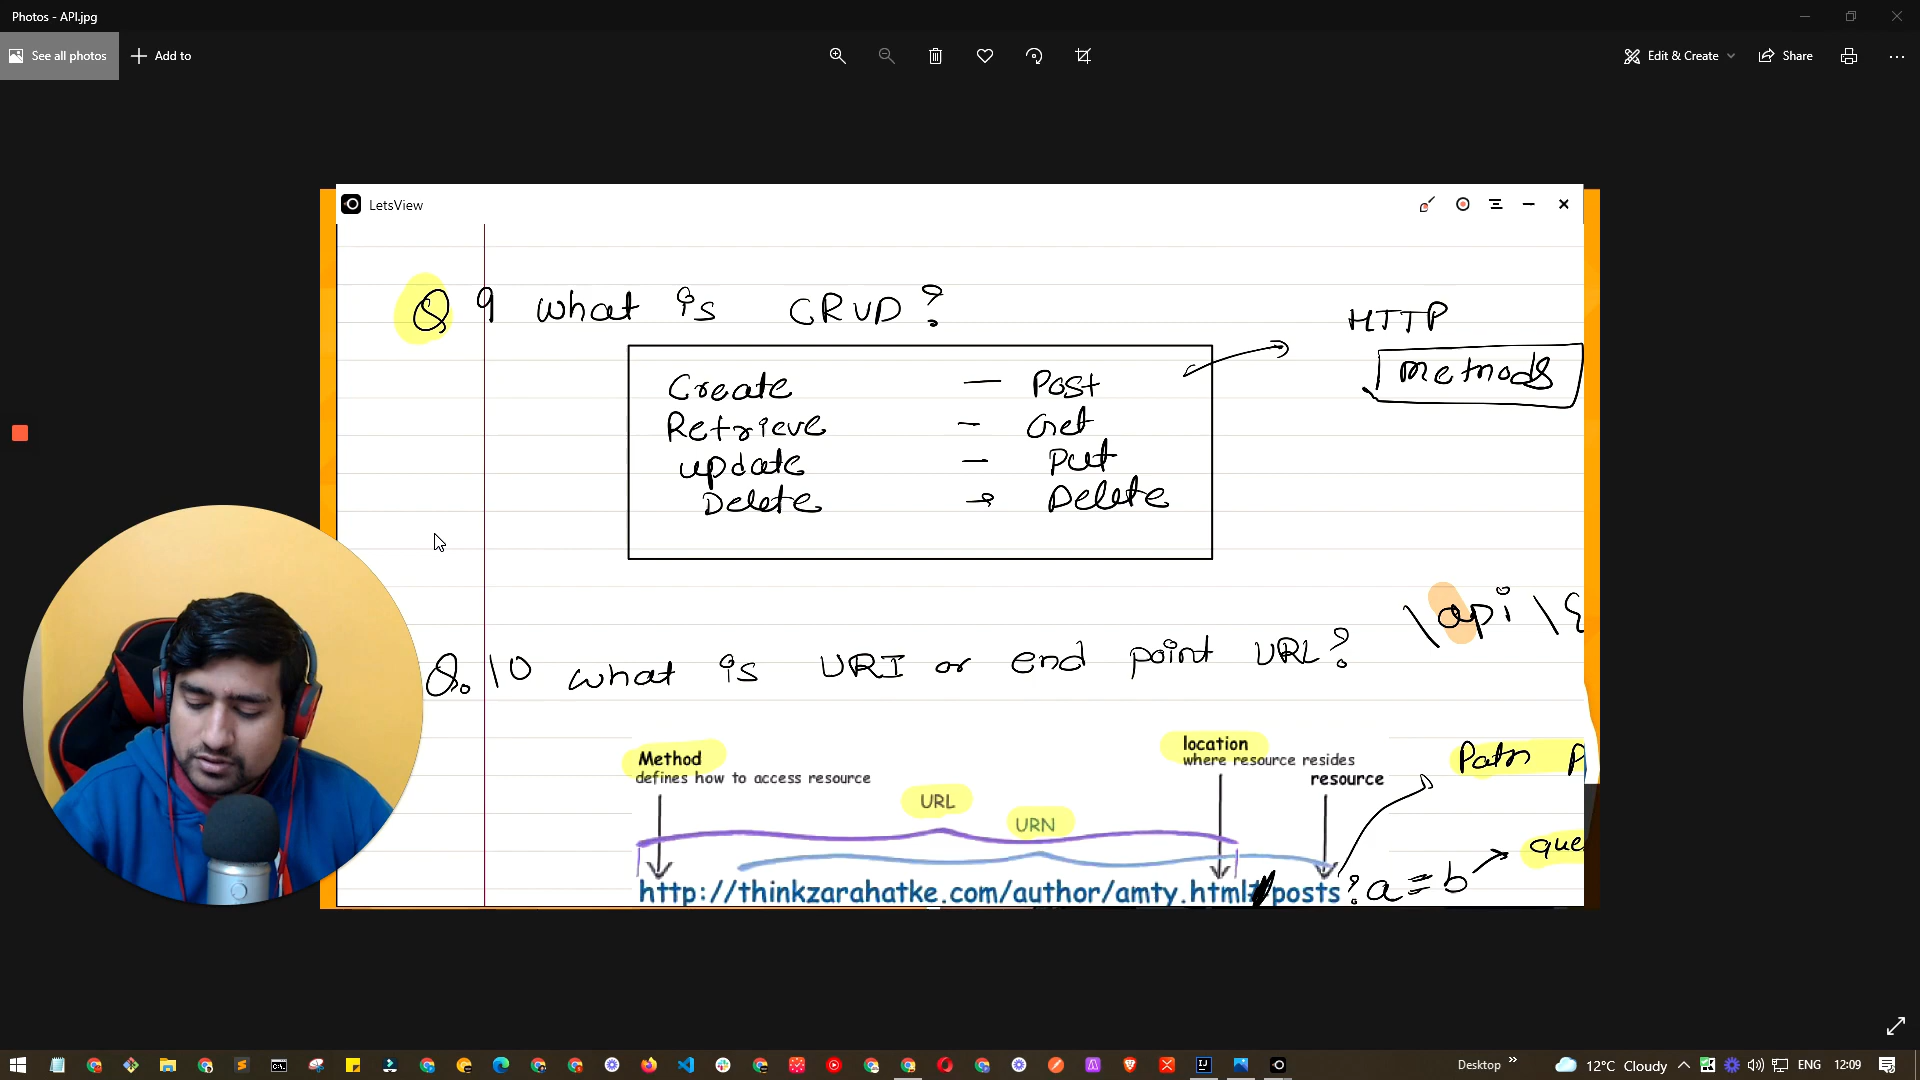 Photos - API.jpg
See all photos
Add to
Edit & Create
Share
LetsView
Q 9 What is CRUD?
HTTP
Methods
Create — Post
Retrieve - Get
update - Put
Delete → Delete
\api\
Q. 10 what is URI or end point URL?
Method
defines how to access resource
location
where resource resides
resource
Path P
URL
URN
que
http://thinkzarahatke.com/author/amty.html#posts ?a = b
Desktop
12°C Cloudy
ENG
12:09